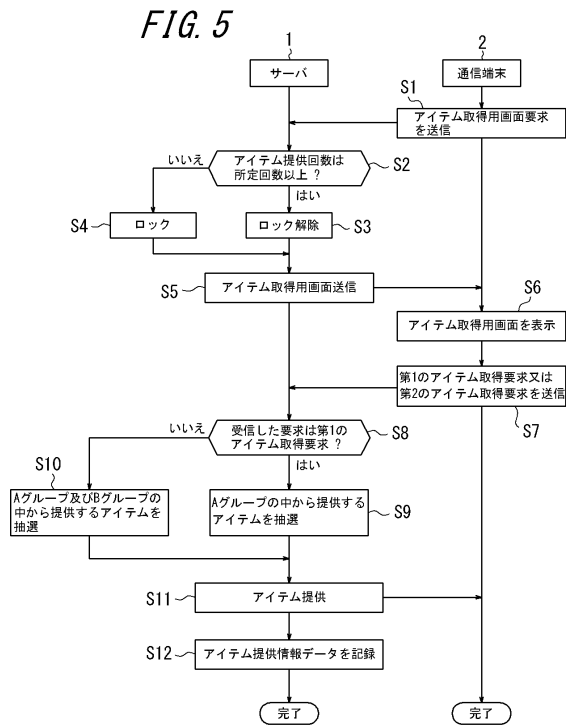 FIG. 5
1
2
サーバ
通信端末
S1
アイテム取得用画面要求
を送信
いいえ
アイテム提供回数は
所定回数以上 ?
S2
はい
S4
ロック
ロック解除
S3
S5
アイテム取得用画面送信
S6
アイテム取得用画面を表示
第1のアイテム取得要求又は
第2のアイテム取得要求を送信
S7
いいえ
受信した要求は第1の
アイテム取得要求 ?
S8
はい
S10
Aグループ及びBグループの
中から提供するアイテムを
抽選
Aグループの中から提供する
アイテムを抽選
S9
S11
アイテム提供
S12
アイテム提供情報データを記録
完了
完了